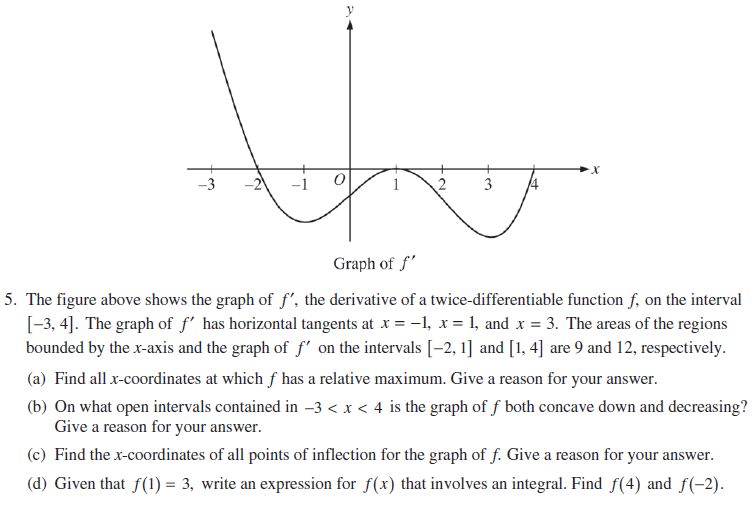 y
x
–3 –2 –1 O 1 2 3 4
Graph of f′
5. The figure above shows the graph of f′, the derivative of a twice-differentiable function f, on the interval
[–3, 4]. The graph of f′ has horizontal tangents at x = –1, x = 1, and x = 3. The areas of the regions
bounded by the x-axis and the graph of f′ on the intervals [–2, 1] and [1, 4] are 9 and 12, respectively.
(a) Find all x-coordinates at which f has a relative maximum. Give a reason for your answer.
(b) On what open intervals contained in –3 < x < 4 is the graph of f both concave down and decreasing?
Give a reason for your answer.
(c) Find the x-coordinates of all points of inflection for the graph of f. Give a reason for your answer.
(d) Given that f(1) = 3, write an expression for f(x) that involves an integral. Find f(4) and f(–2).